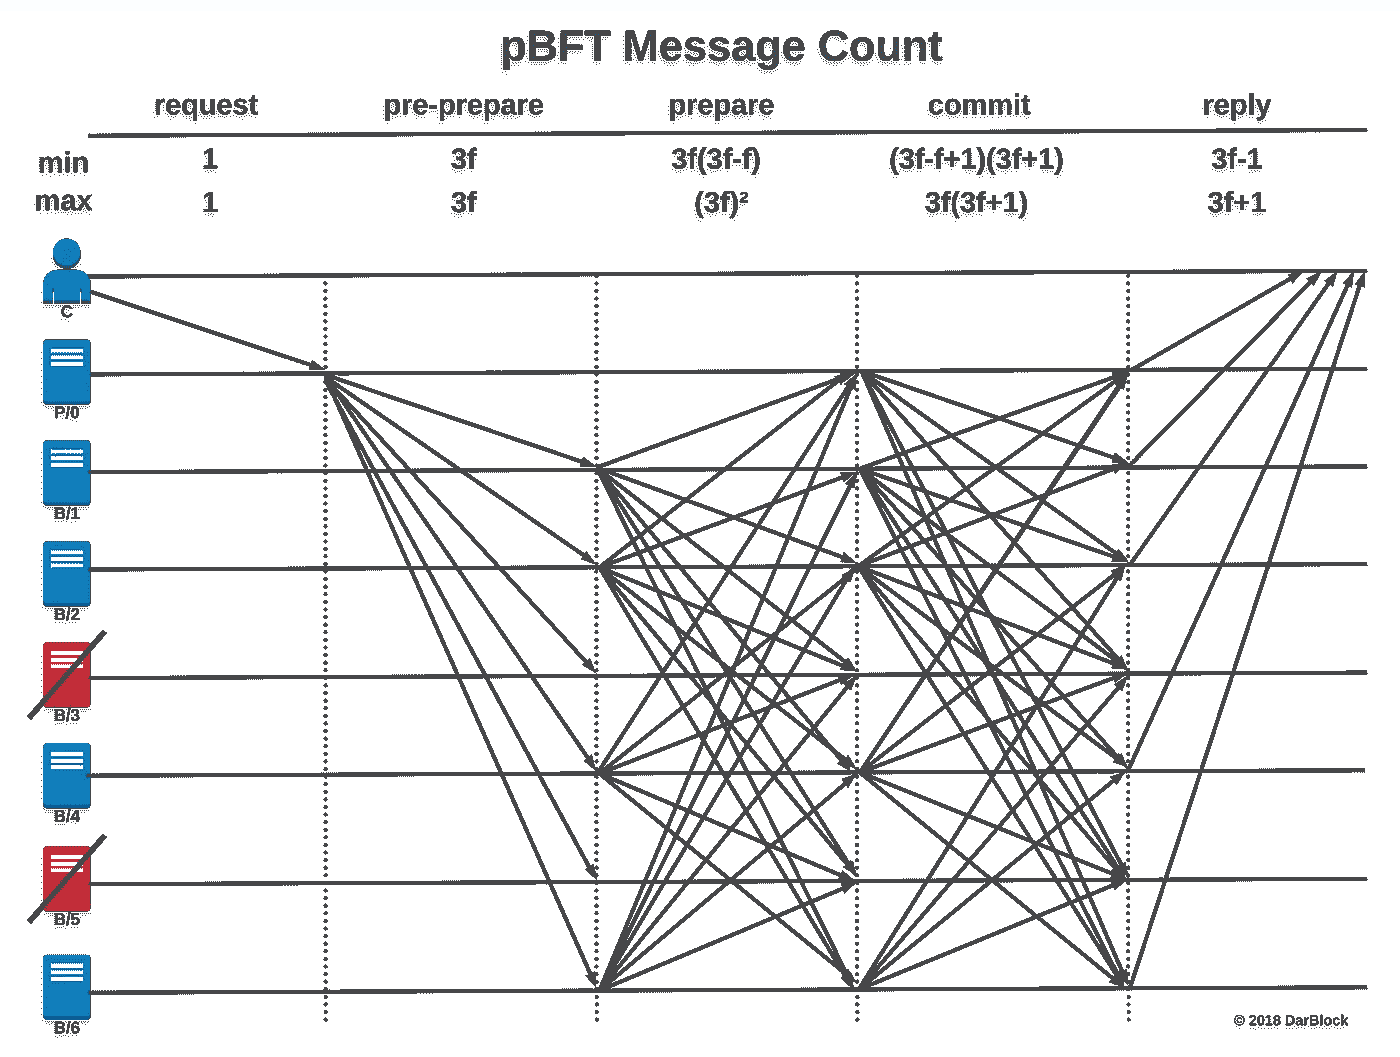 pBFT Message Count
request pre-prepare prepare commit reply
min 1 3f 3f(3f-f) (3f-f+1)(3f+1) 3f-1
max 1 3f (3f)² 3f(3f+1) 3f+1
C
P/0
B/1
B/2
B/3
B/4
B/5
B/6
© 2018 DarBlock